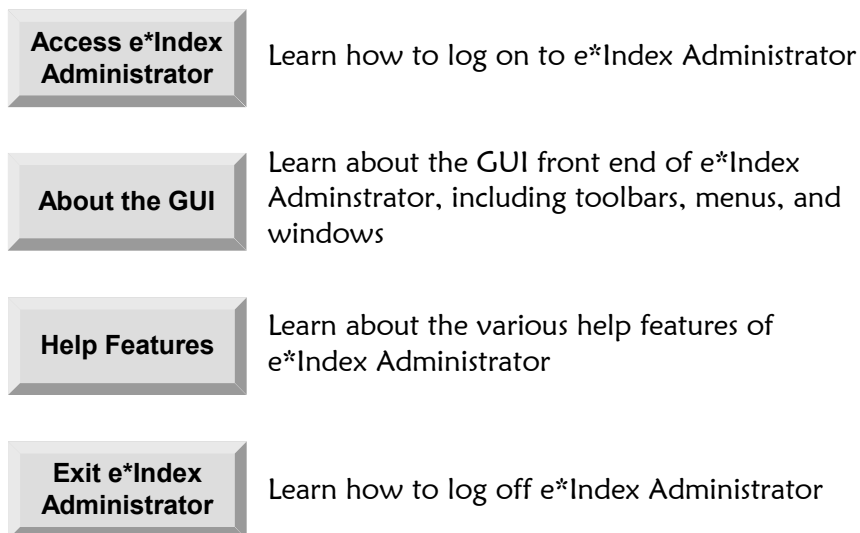 Access e*Index
Administrator
Learn how to log on to e*Index Administrator
About the GUI
Learn about the GUI front end of e*Index
Adminstrator, including toolbars, menus, and
windows
Help Features
Learn about the various help features of
e*Index Administrator
Exit e*Index
Administrator
Learn how to log off e*Index Administrator